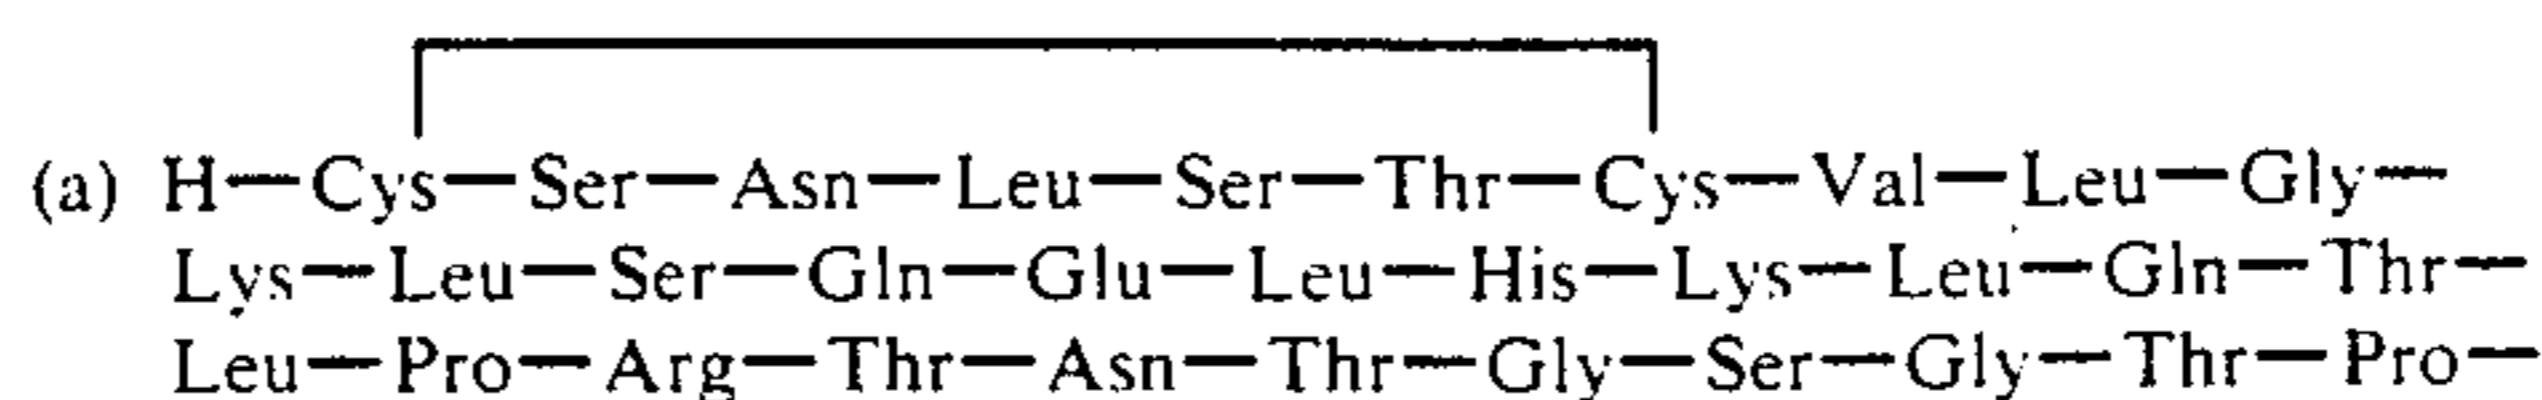 (a) H—Cys—Ser—Asn—Leu—Ser—Thr—Cys—Val—Leu—Gly—
Lys—Leu—Ser—Gln—Glu—Leu—His—Lys—Leu—Gln—Thr—
Leu—Pro—Arg—Thr—Asn—Thr—Gly—Ser—Gly—Thr—Pro—